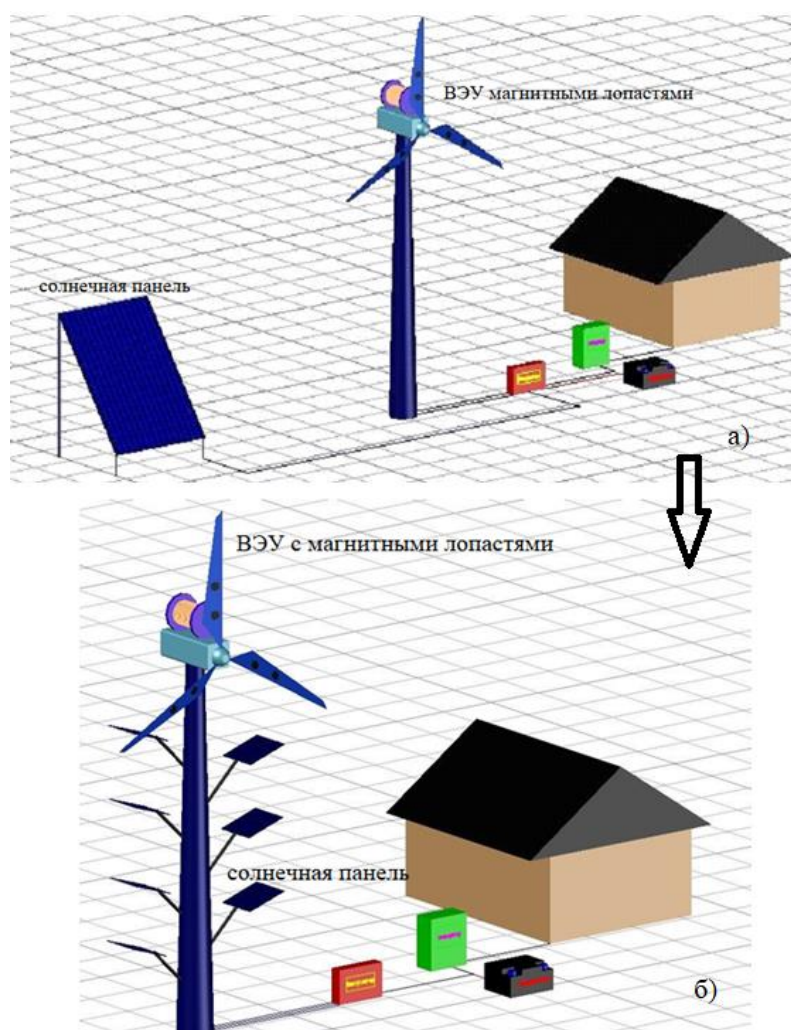 ВЭУ магнитными лопастями
солнечная панель
а)
ВЭУ с магнитными лопастями
солнечная панель
б)